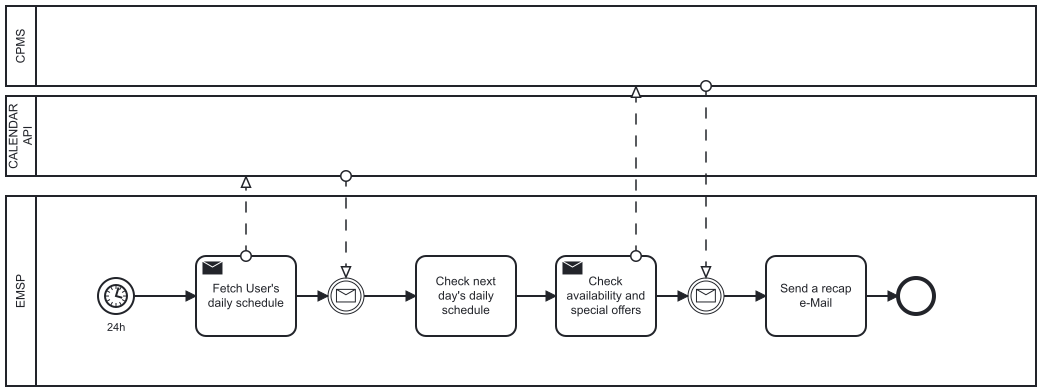 CPMS
CALENDAR
API
EMSP
24h
Fetch User's
daily schedule
Check next
day's daily
schedule
Check
availability and
special offers
Send a recap
e-Mail